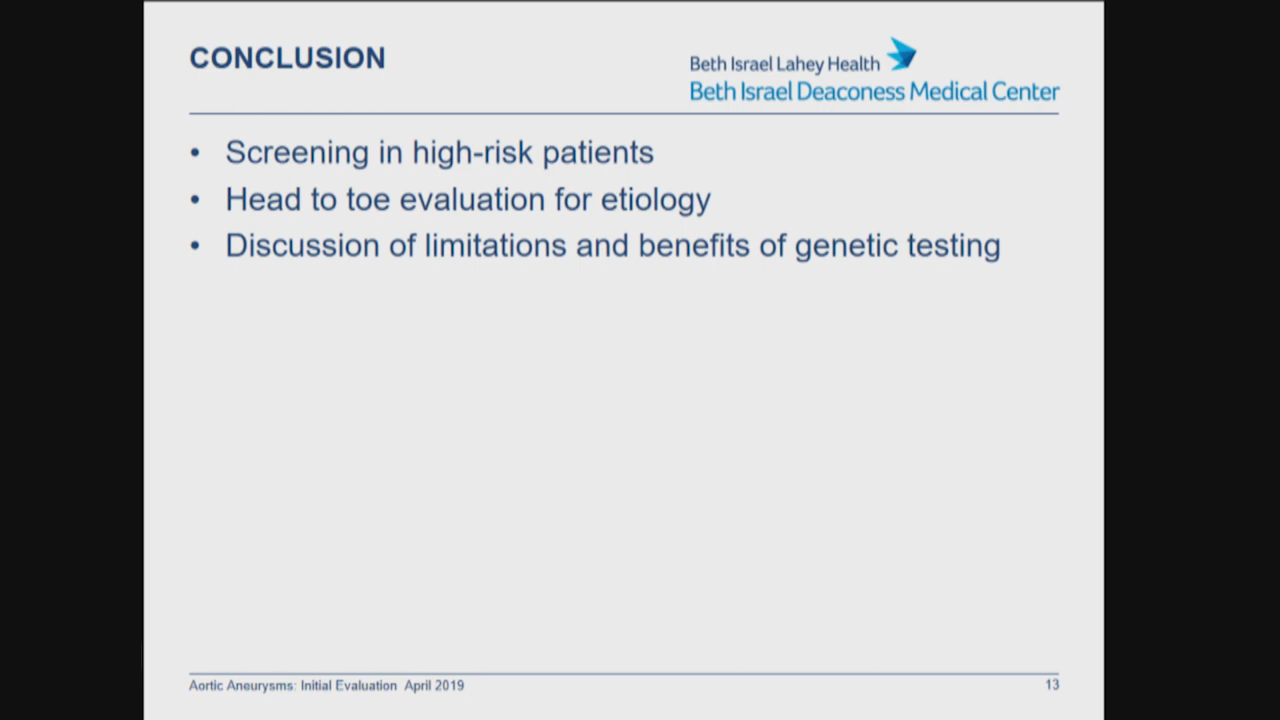 CONCLUSION
Beth Israel Lahey Health
Beth Israel Deaconess Medical Center
• Screening in high-risk patients
• Head to toe evaluation for etiology
• Discussion of limitations and benefits of genetic testing
Aortic Aneurysms: Initial Evaluation April 2019
13